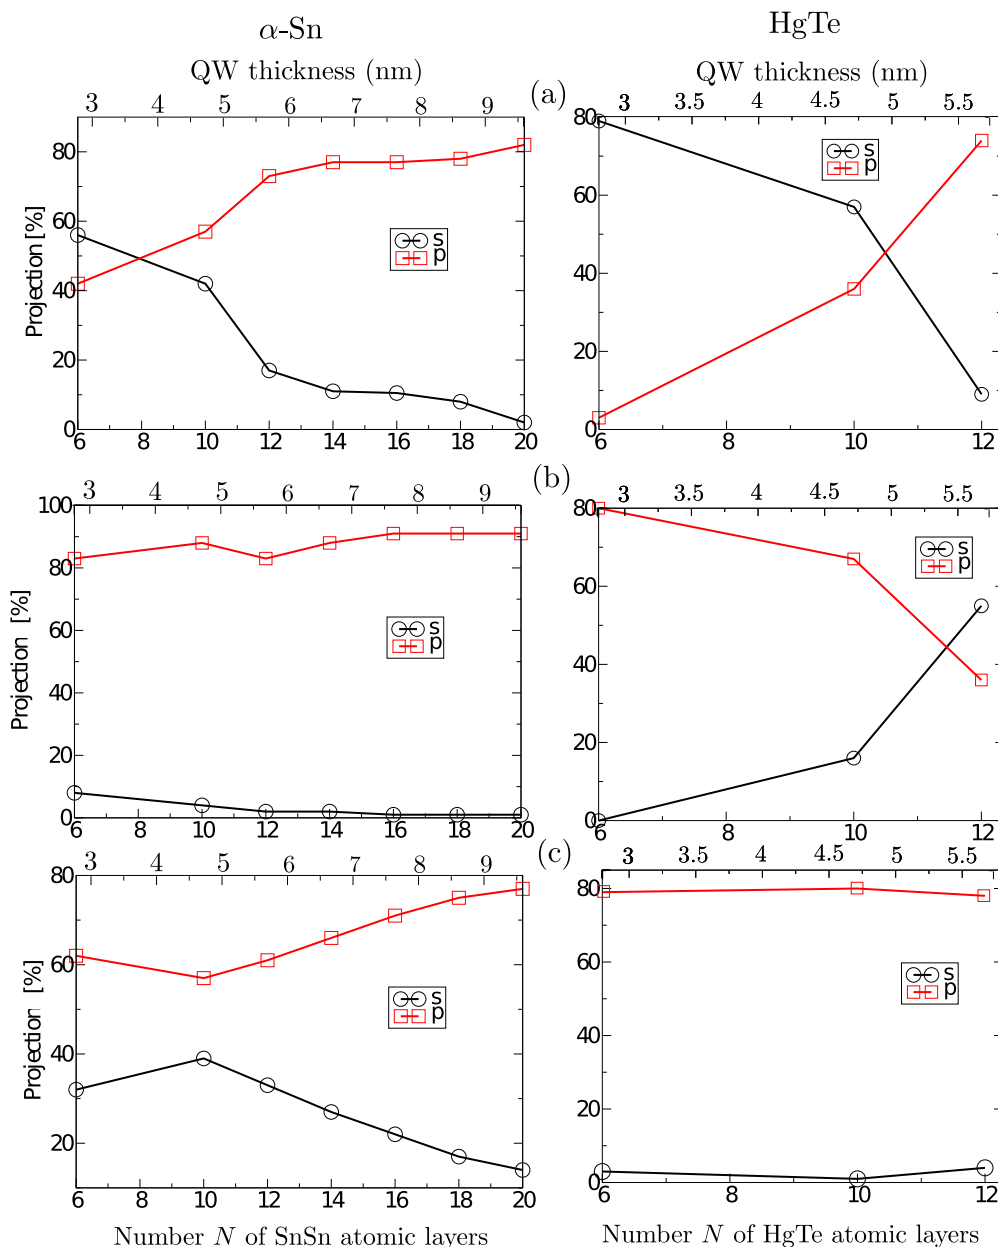 α-Sn HgTe
QW thickness (nm) QW thickness (nm)
(a)
3 4 5 6 7 8 9 3 3.5 4 4.5 5 5.5
80 60 40 20 0 80 60 40 20 0
Projection[%]
s s
p p
6 8 10 12 14 16 18 20 6 8 10 12
(b)
3 4 5 6 7 8 9 3 3.5 4 4.5 5 5.5
100 80 60 40 20 0 80 60 40 20 0
Projection [%]
s s
p p
6 8 10 12 14 16 18 20 6 8 10 12
(c)
3 4 5 6 7 8 9 3 3.5 4 4.5 5 5.5
80 60 40 20 80 60 40 20 0
Projection [%]
s s
p p
6 8 10 12 14 16 18 20 6 8 10 12
Number N of SnSn atomic layers Number N of HgTe atomic layers